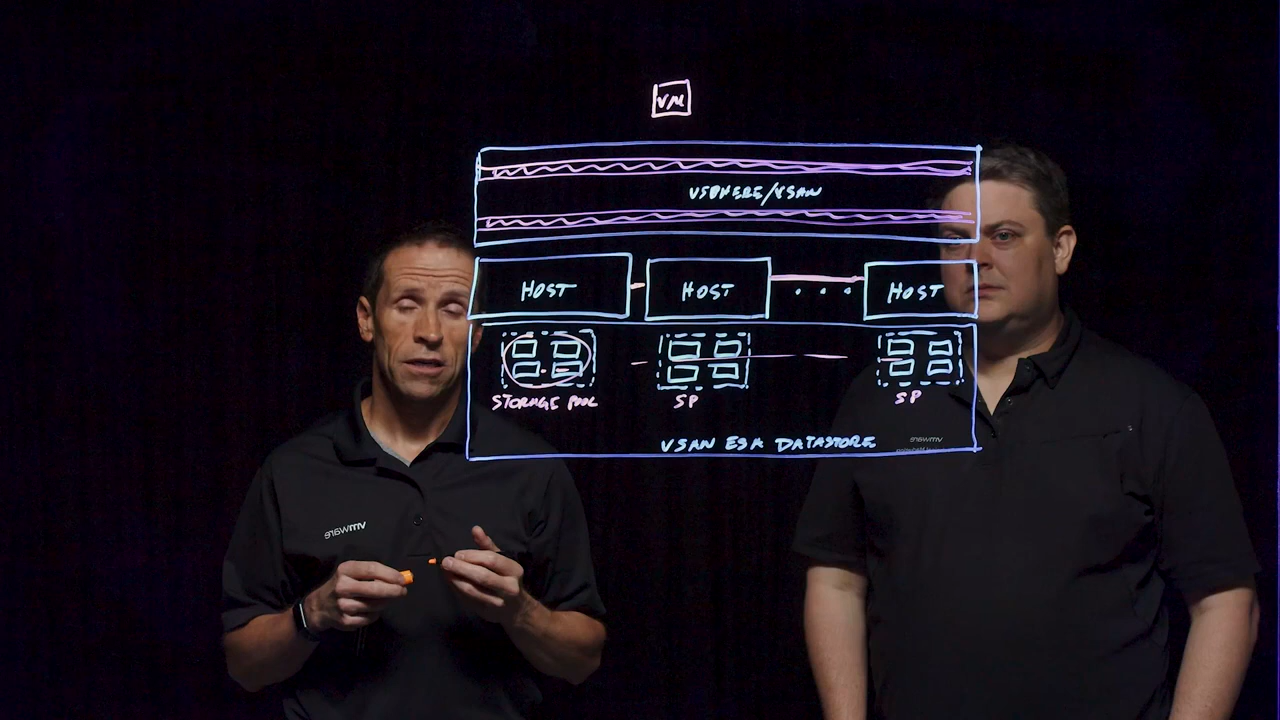 VM
VSPHERE/VSAN
HOST HOST ... HOST
STORAGE POOL SP SP
VSAN ESA DATASTORE
vmware
vmware